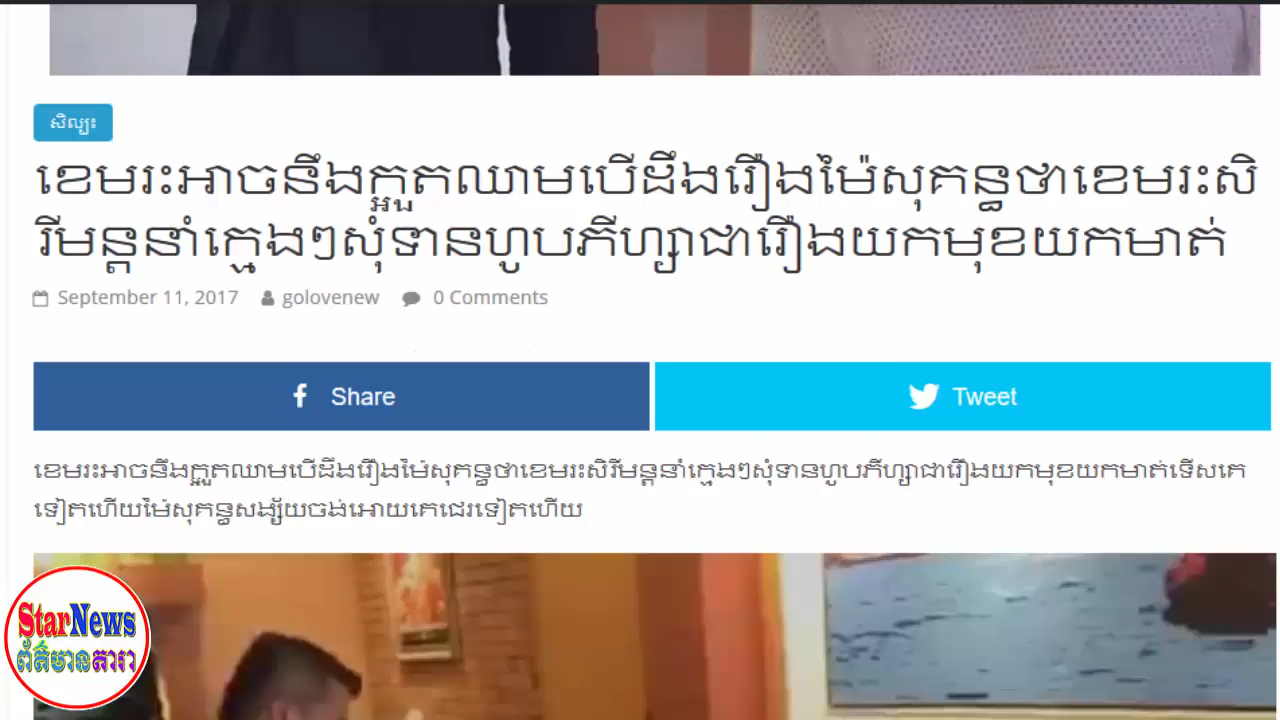 សិល្បះ
ខេមរះអាចនឹងក្អួតឈាមបើដឹងរឿងម៉ៃសុគន្ធថាខេមរះសិ
រីមន្តនាំក្មេងៗសុំទានហូបភីហ្សាជារឿងយកមុខយកមាត់
September 11, 2017 golovenew 0 Comments
Share Tweet
ខេមរះអាចនឹងក្អួតឈាមបើដឹងរឿងម៉ៃសុគន្ធថាខេមរះសិរីមន្តនាំក្មេងៗសុំទានហូបភីហ្សាជារឿងយកមុខយកមាត់ទើសគេ
ទៀតហើយម៉ៃសុគន្ធសង្ស័យចង់អោយគេជេរទៀតហើយ
StarNews
ព័ត៌មានតារា